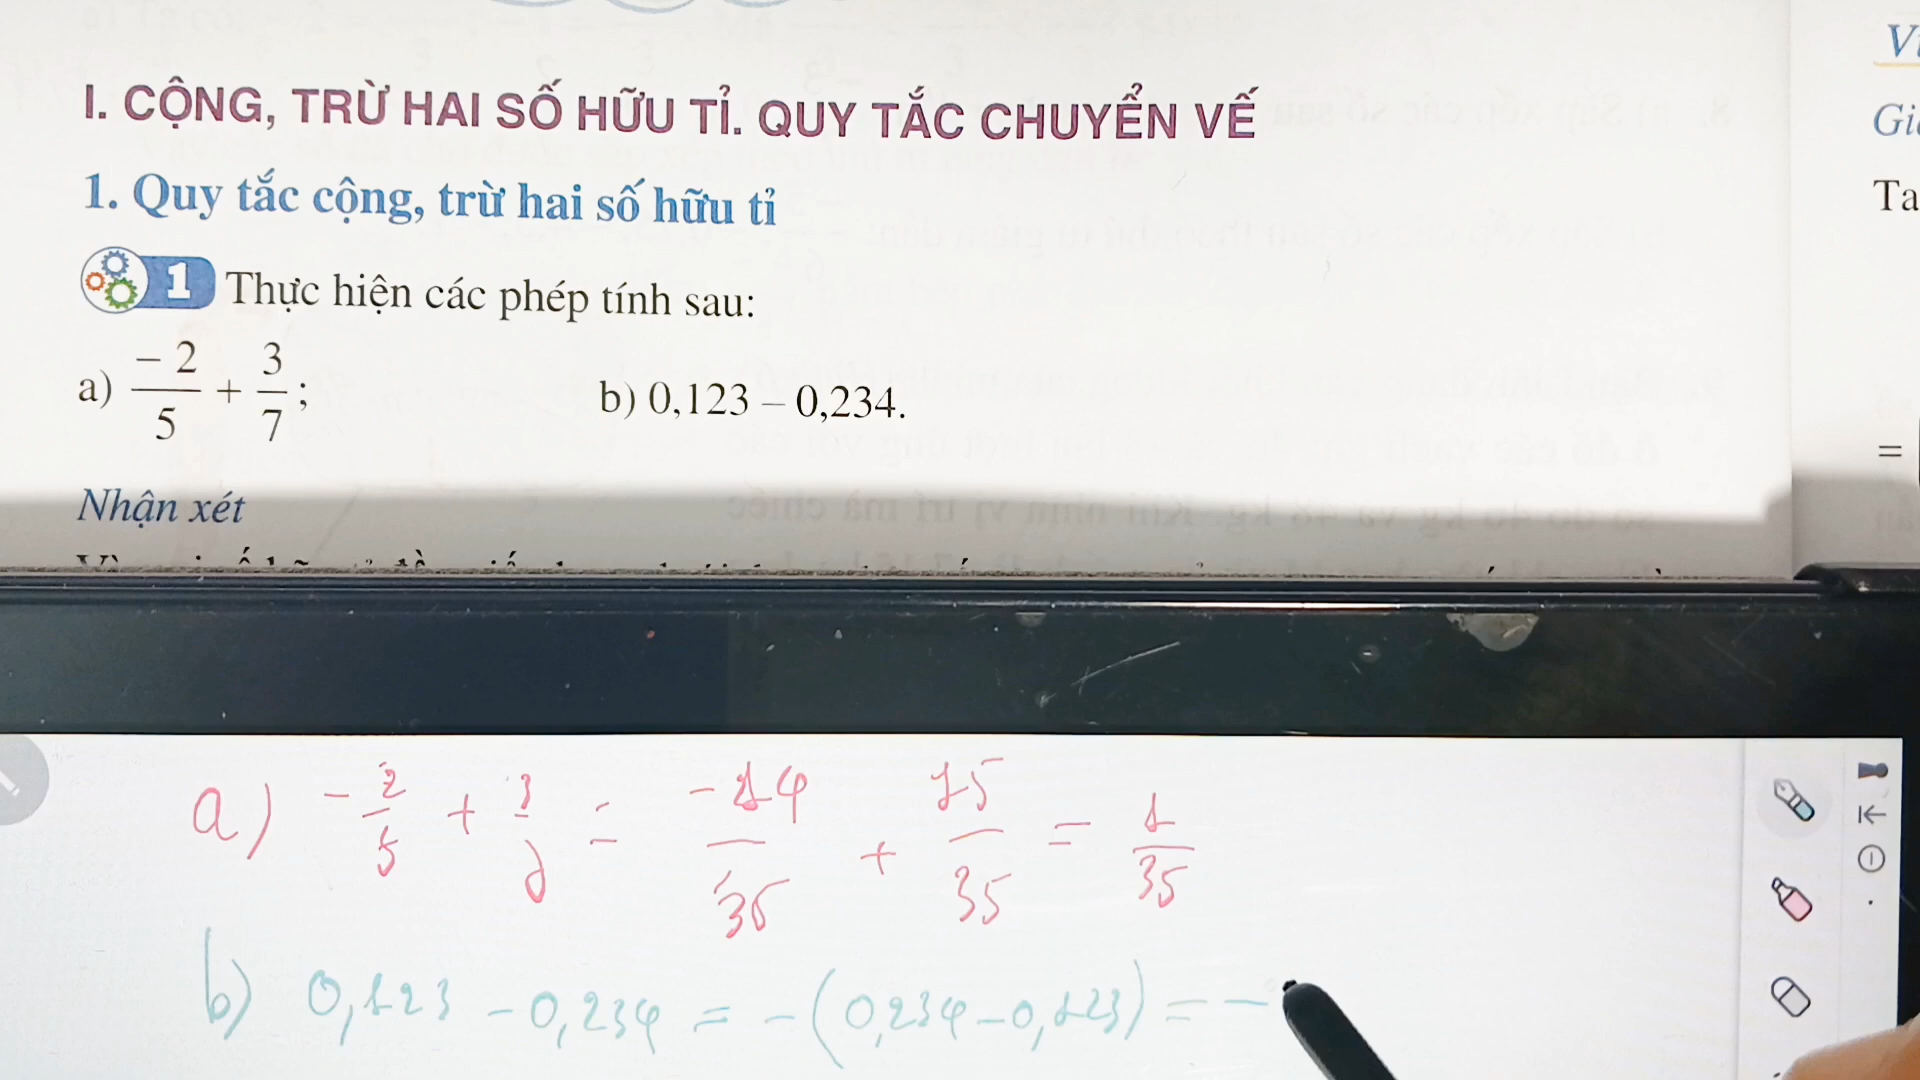 I. CỘNG, TRỪ HAI SỐ HỮU TỈ. QUY TẮC CHUYỂN VẾ
1. Quy tắc cộng, trừ hai số hữu tỉ
1 Thực hiện các phép tính sau:
a) -2/5 + 3/7; b) 0,123 – 0,234.
Nhận xét
Ta
=
a) -2/5 + 3/7 = -14/35 + 15/35 = 1/35
b) 0,123 - 0,234 = -(0,234 - 0,123) = -